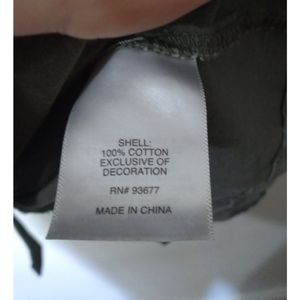 SHELL:
100% COTTON
EXCLUSIVE OF
DECORATION
RN# 93677
MADE IN CHINA